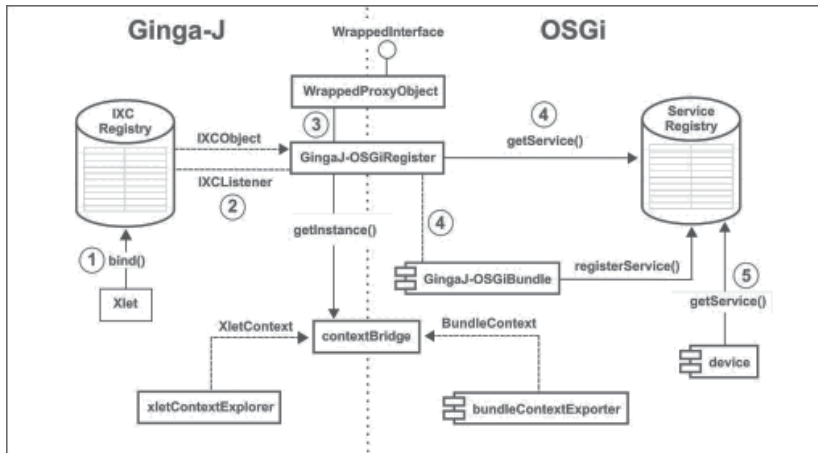 Ginga-J
OSGi
WrappedInterface
WrappedProxyObject
IXC
Registry
Service
Registry
3
4
IXCObject
GingaJ-OSGiRegister
getService()
IXCListener
2
4
getInstance()
1
bind()
GingaJ-OSGiBundle
registerService()
5
getService()
Xlet
XletContext
contextBridge
BundleContext
device
xletContextExplorer
bundleContextExporter